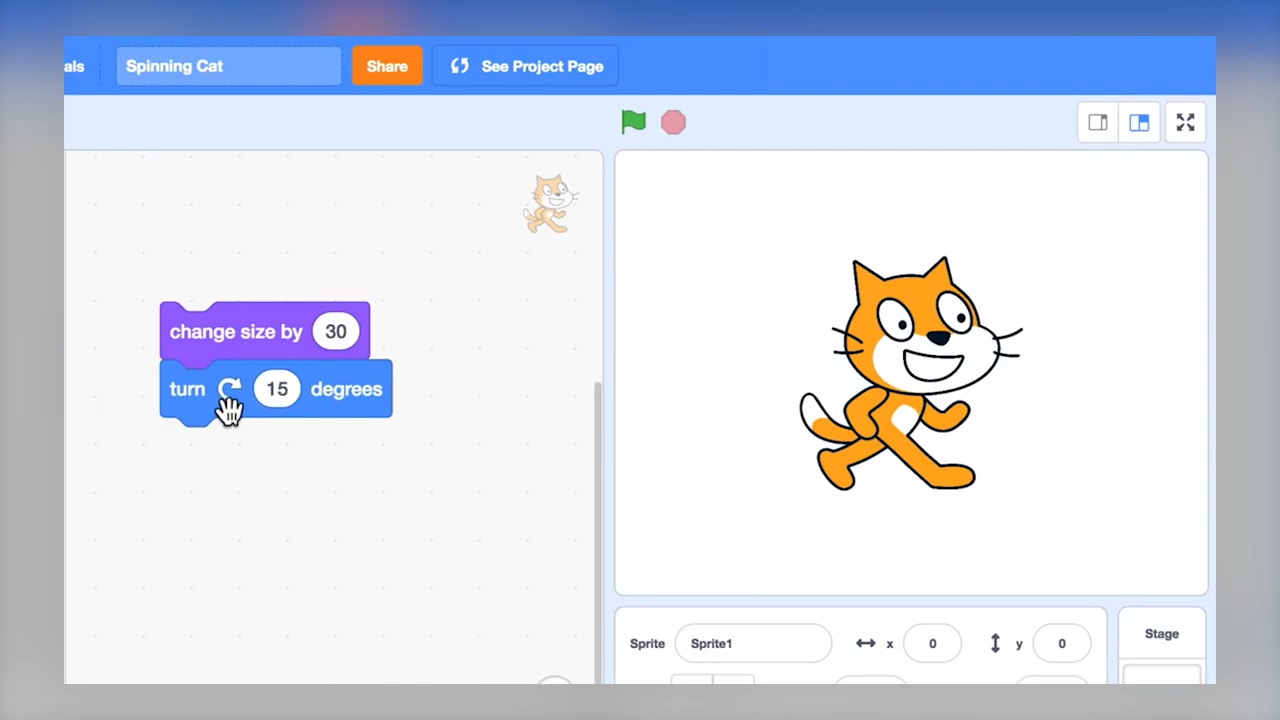 als
Spinning Cat
Share
See Project Page
change size by 30
turn 15 degrees
Sprite
Sprite1
x
0
y
0
Stage